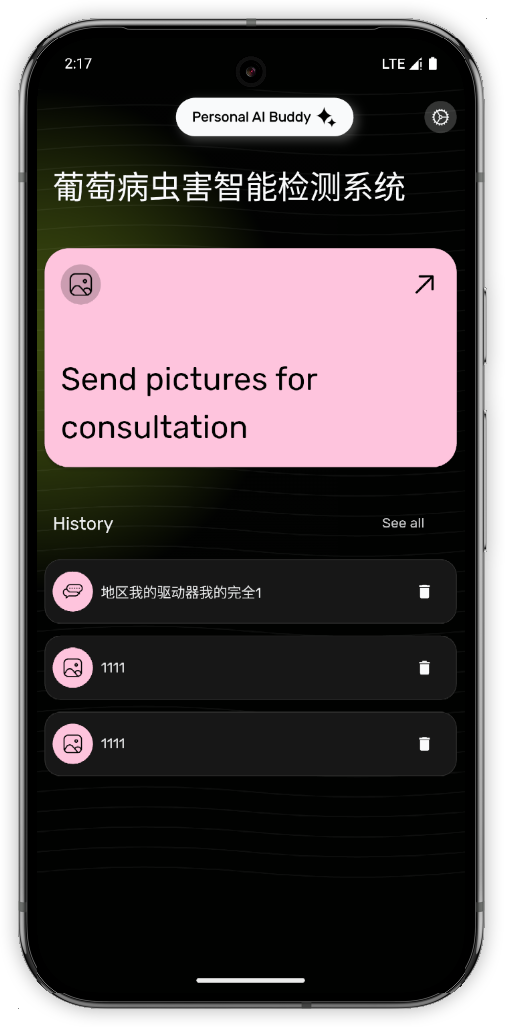 2:17
LTE
Personal AI Buddy
葡萄病虫害智能检测系统
Send pictures for
consultation
History
See all
地区我的驱动器我的完全1
1111
1111